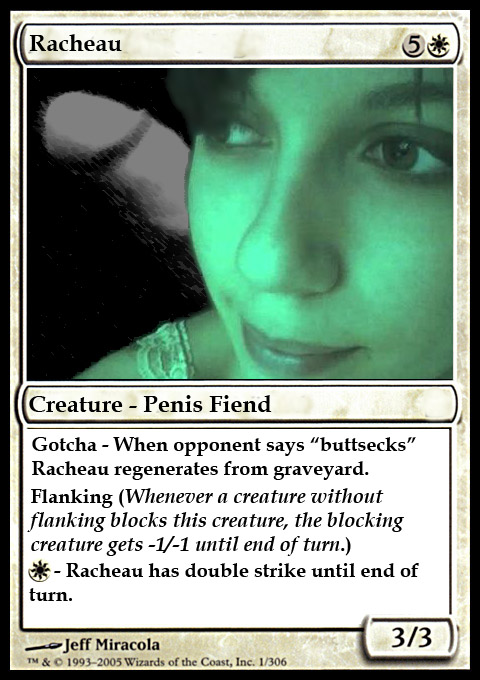 Racheau 5
Creature - Penis Fiend
Gotcha - When opponent says “buttsecks”
Racheau regenerates from graveyard.
Flanking (Whenever a creature without
flanking blocks this creature, the blocking
creature gets -1/-1 until end of turn.)
- Racheau has double strike until end of
turn.
3/3
Jeff Miracola
™ & © 1993–2005 Wizards of the Coast, Inc. 1/306